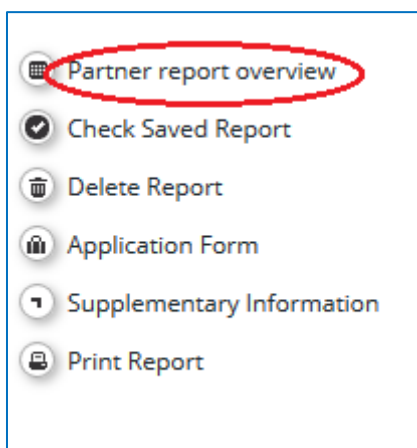 Partner report overview
Check Saved Report
Delete Report
Application Form
Supplementary Information
Print Report